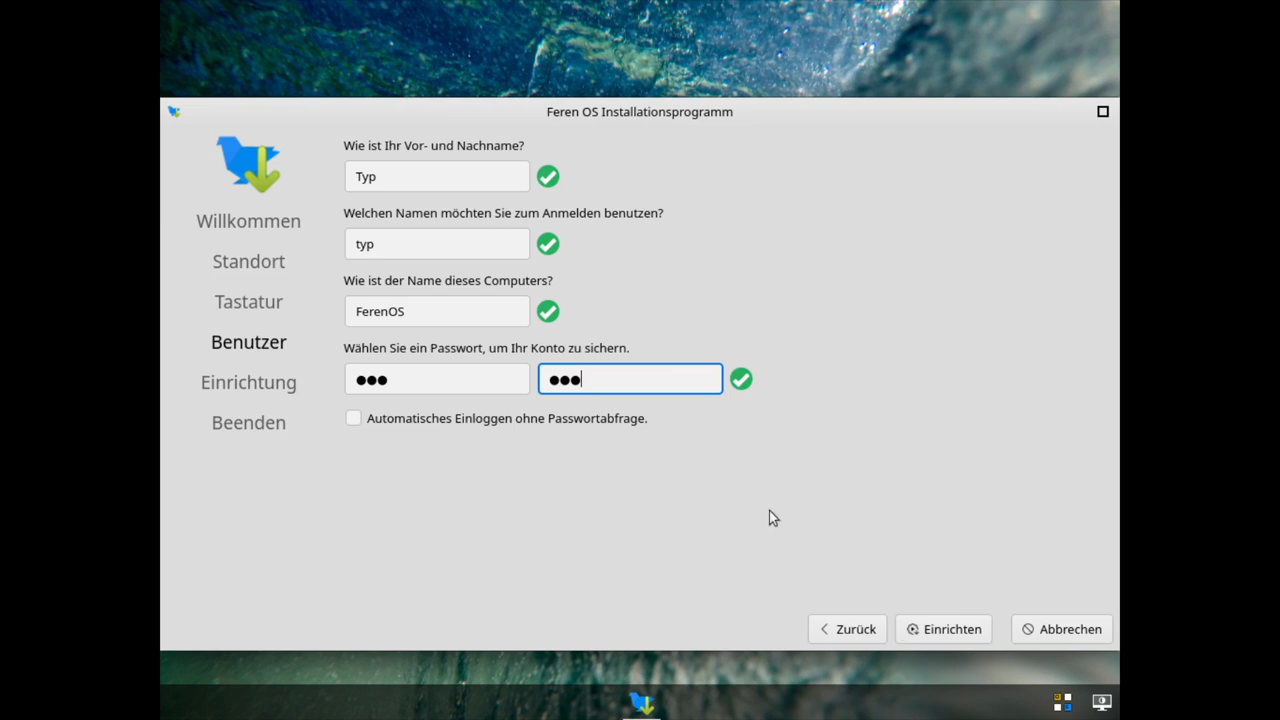 Feren OS Installationsprogramm
Willkommen
Standort
Tastatur
Benutzer
Einrichtung
Beenden
Wie ist Ihr Vor- und Nachname?
Typ
Welchen Namen möchten Sie zum Anmelden benutzen?
typ
Wie ist der Name dieses Computers?
FerenOS
Wählen Sie ein Passwort, um Ihr Konto zu sichern.
●●● ●●●
Automatisches Einloggen ohne Passwortabfrage.
Zurück Einrichten Abbrechen